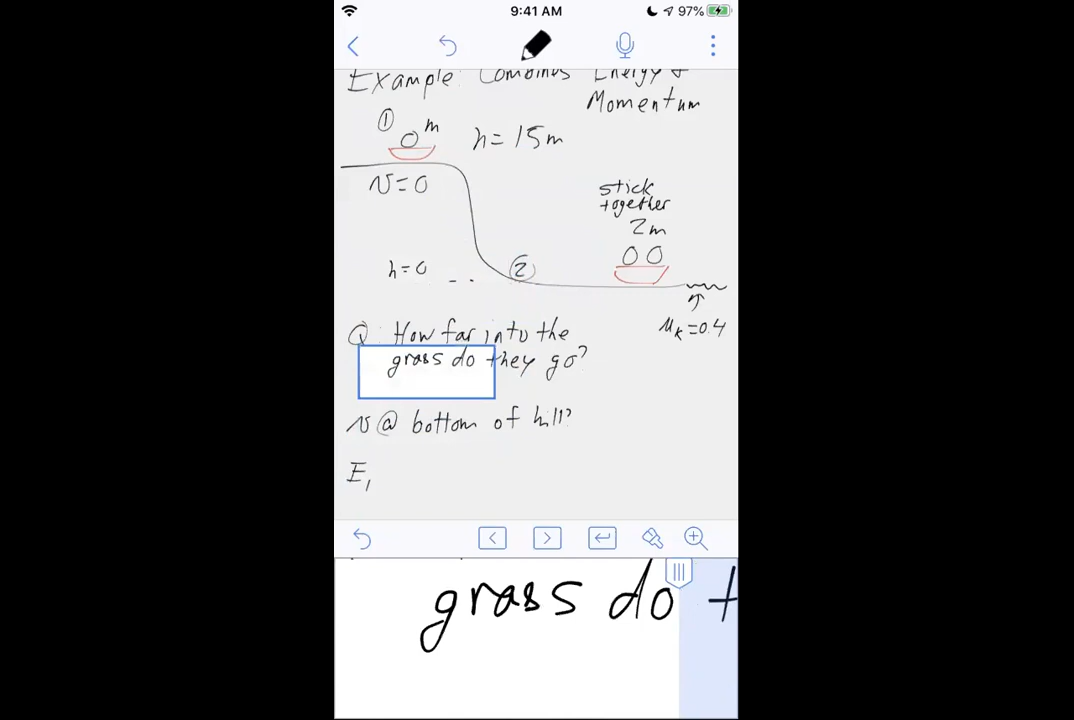 9:41 AM
97%
Example: Combines Energy &
Momentum
① m h = 15m
v = 0
stick
together
2m
h = 0
②
μk = 0.4
Q: How far into the
grass do they go?
v @ bottom of hill?
E1
grass do t